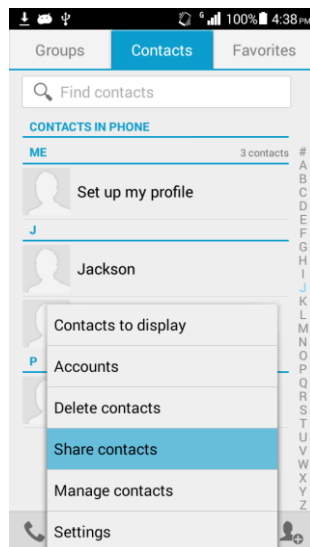 G 100% 4:38 PM
Groups Contacts Favorites
Find contacts
CONTACTS IN PHONE
ME 3 contacts
Set up my profile
J
Jackson
P
Contacts to display
Accounts
Delete contacts
Share contacts
Manage contacts
Settings
#
A
B
C
D
E
F
G
H
I
J
K
L
M
N
O
P
Q
R
S
T
U
V
W
X
Y
Z